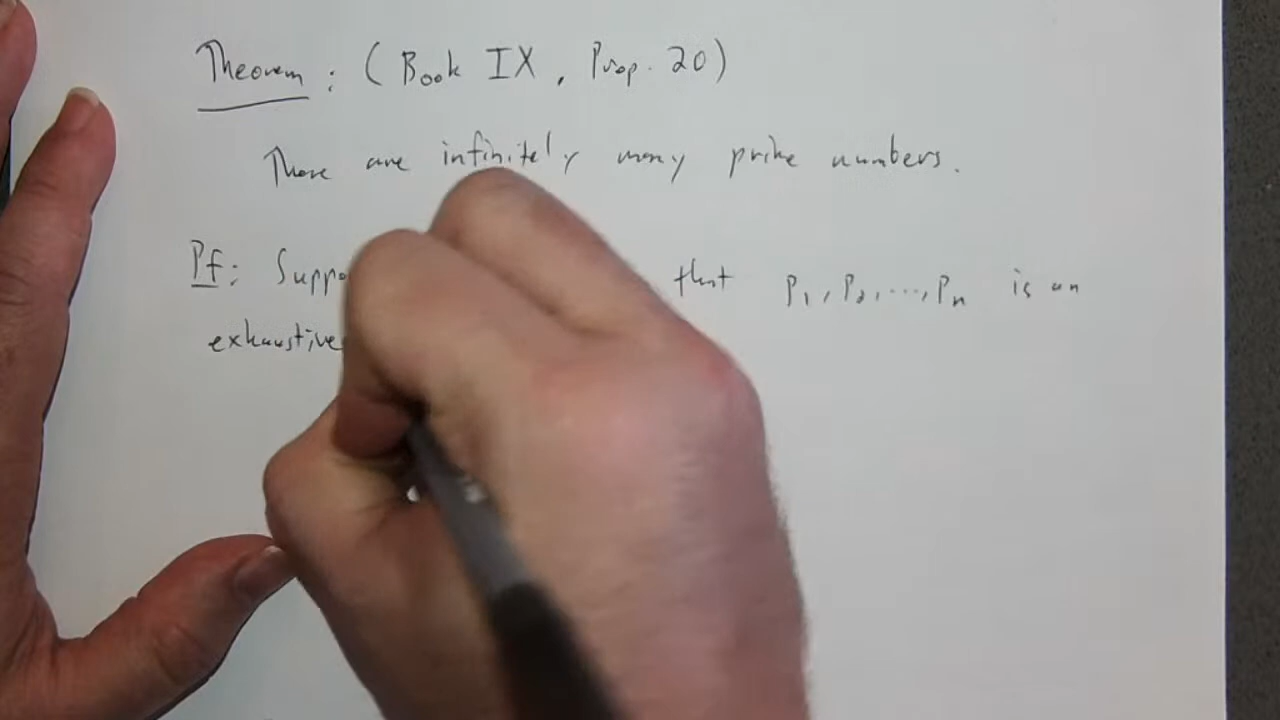 Theorem : (Book IX, Prop. 20)
There are infinitely many prime numbers.
Pf: Suppo that P1, P2, ..., Pn is an
exhaustive